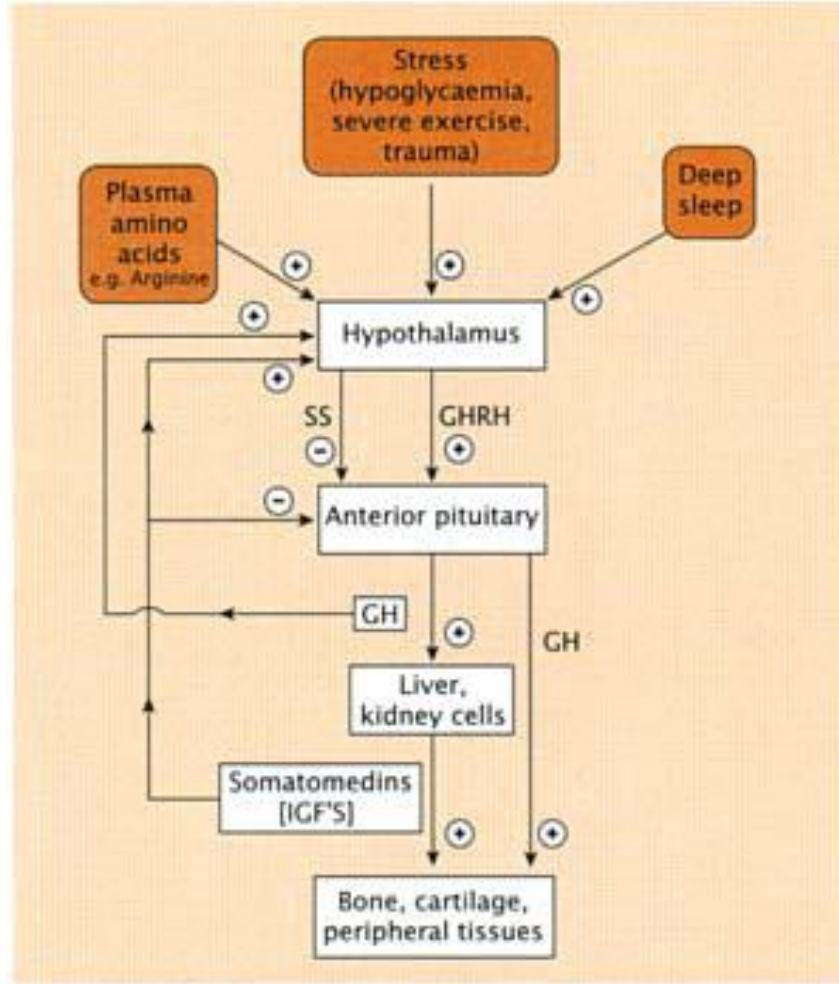 Stress
(hypoglycaemia,
severe exercise,
trauma)
Plasma
amino
acids
e.g. Arginine
Deep
sleep
+
+
+
+
Hypothalamus
+
SS
GHRH
−
+
−
Anterior pituitary
GH
+
GH
Liver,
kidney cells
Somatomedins
[IGF'S]
+
+
Bone, cartilage,
peripheral tissues